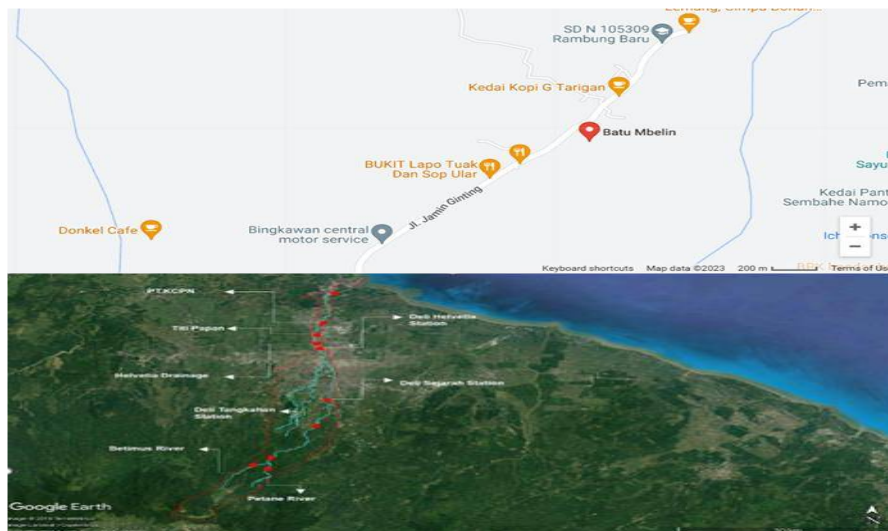 SD N 105309
Rambung Baru
Kedai Kopi G Tarigan
Batu Mbelin
BUKIT Lapo Tuak
Dan Sop Ular
Jl. Jamin Ginting
Donkel Cafe
Bingkawan central
motor service
Kedai Pant
Sembahe Namo
+
−
Keyboard shortcuts
Map data ©2023
200 m
Terms of Us
PT.KCPN
Titi Papan
Deli Helvetia
Station
Helvetia Drainage
Deli Sejarah Station
Deli Tangkahan
Station
Betimus River
Petane River
Google Earth